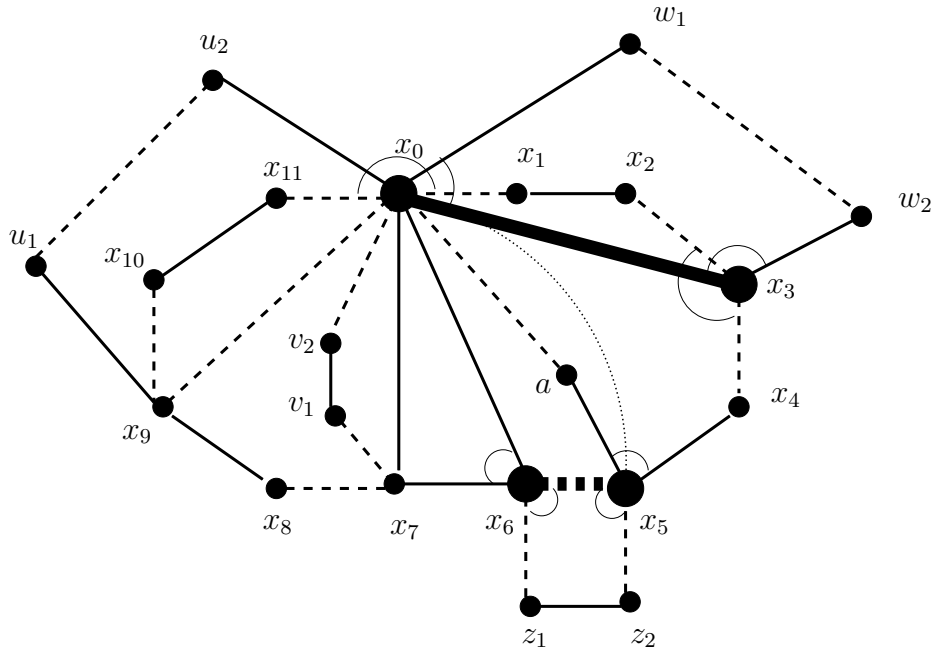 w₁
u₂
x₀
x₁
x₂
x₁₁
w₂
u₁
x₁₀
x₃
v₂
a
x₄
v₁
x₉
x₈
x₇
x₆
x₅
z₁
z₂